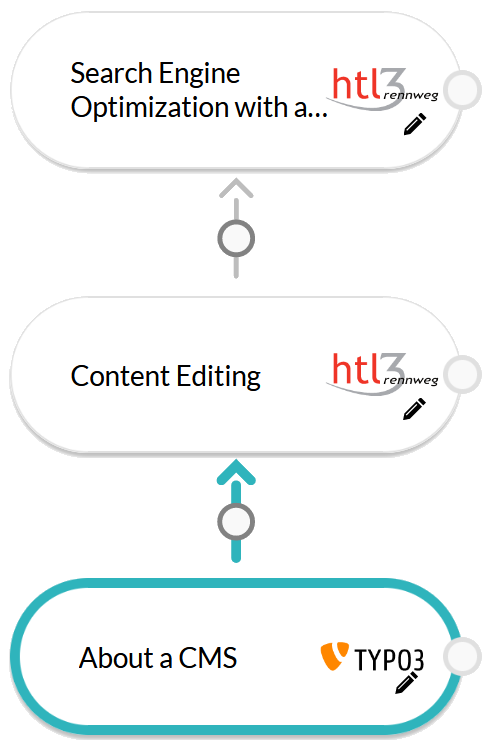 Search Engine
Optimization with a...
htl3
rennweg
Content Editing
htl3
rennweg
About a CMS
TYPO3